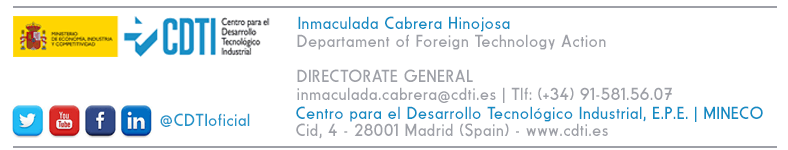 MINISTERIO
DE ECONOMÍA, INDUSTRIA
Y COMPETITIVIDAD
CDTI
Centro para el
Desarrollo
Tecnológico
Industrial
Inmaculada Cabrera Hinojosa
Departament of Foreign Technology Action
DIRECTORATE GENERAL
inmaculada.cabrera@cdti.es | Tlf: (+34) 91-581.56.07
Centro para el Desarrollo Tecnológico Industrial, E.P.E. | MINECO
Cid, 4 - 28001 Madrid (Spain) - www.cdti.es
You
Tube
f
in
@CDTIoficial